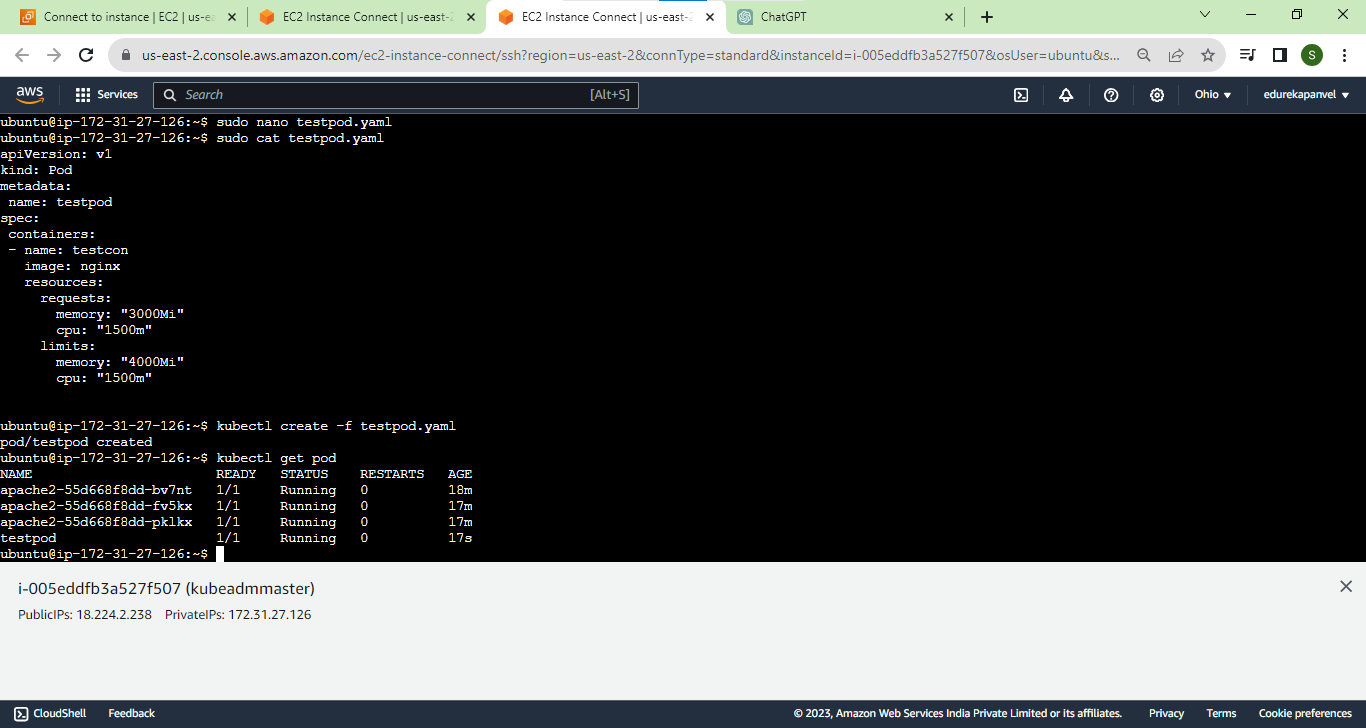 Connect to instance | EC2 | us-ea
EC2 Instance Connect | us-east-2
EC2 Instance Connect | us-east-2
ChatGPT
us-east-2.console.aws.amazon.com/ec2-instance-connect/ssh?region=us-east-2&connType=standard&instanceId=i-005eddfb3a527f507&osUser=ubuntu&s...
S
aws
Services
Search
[Alt+S]
Ohio
edurekapanvel
ubuntu@ip-172-31-27-126:~$ sudo nano testpod.yaml
ubuntu@ip-172-31-27-126:~$ sudo cat testpod.yaml
apiVersion: v1
kind: Pod
metadata:
 name: testpod
spec:
 containers:
 - name: testcon
   image: nginx
   resources:
     requests:
       memory: "3000Mi"
       cpu: "1500m"
     limits:
       memory: "4000Mi"
       cpu: "1500m"
ubuntu@ip-172-31-27-126:~$ kubectl create -f testpod.yaml
pod/testpod created
ubuntu@ip-172-31-27-126:~$ kubectl get pod
NAME                       READY   STATUS    RESTARTS   AGE
apache2-55d668f8dd-bv7nt   1/1     Running   0          18m
apache2-55d668f8dd-fv5kx   1/1     Running   0          17m
apache2-55d668f8dd-pklkx   1/1     Running   0          17m
testpod                    1/1     Running   0          17s
ubuntu@ip-172-31-27-126:~$
i-005eddfb3a527f507 (kubeadmmaster)
PublicIPs: 18.224.2.238 PrivateIPs: 172.31.27.126
CloudShell
Feedback
© 2023, Amazon Web Services India Private Limited or its affiliates.
Privacy
Terms
Cookie preferences